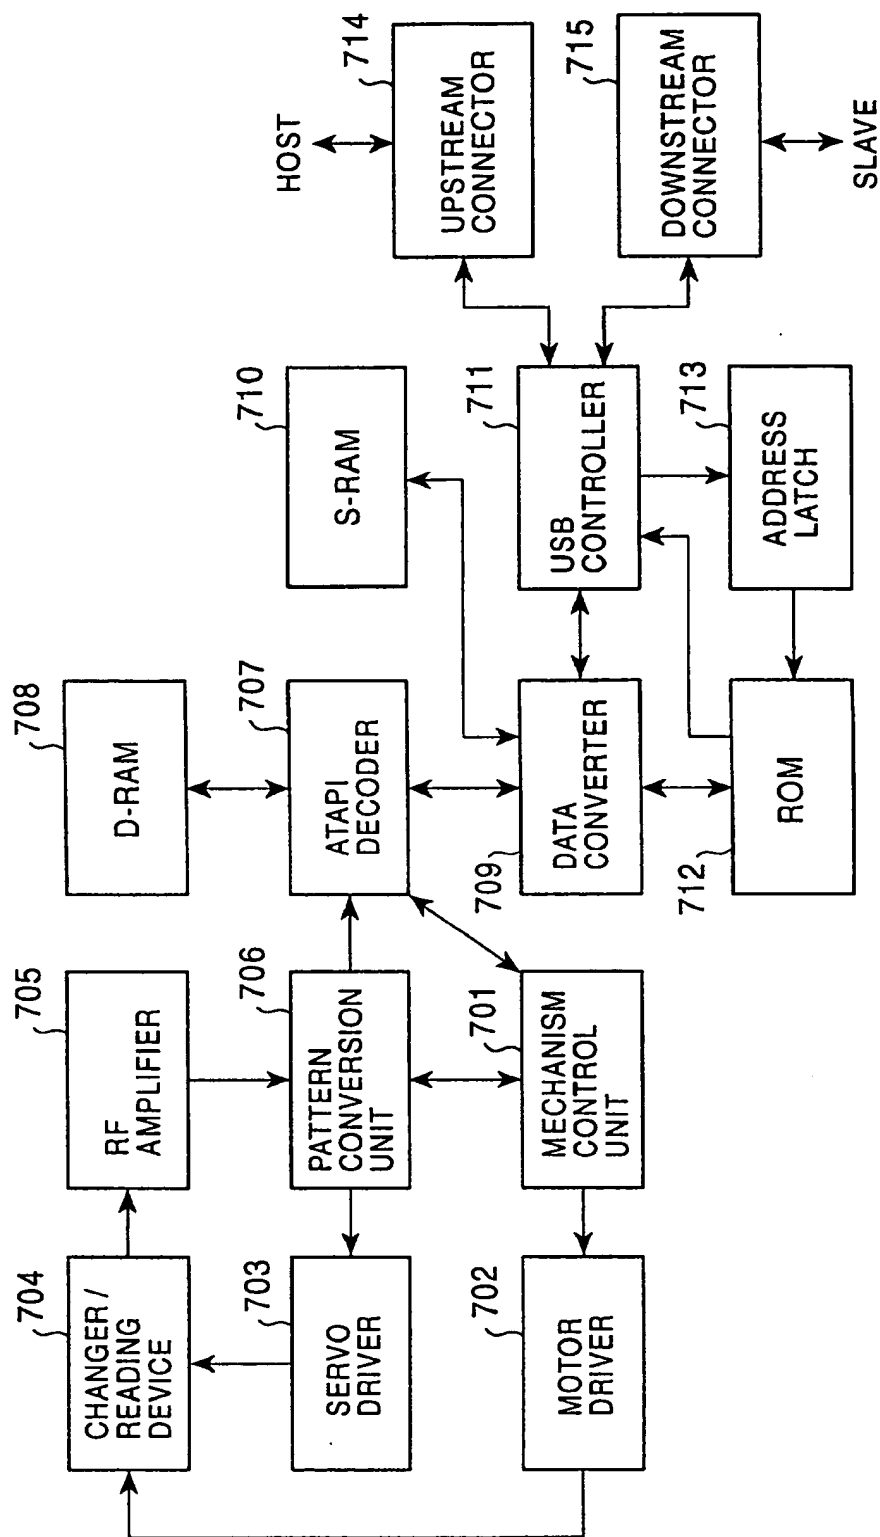 704
CHANGER/
READING
DEVICE
705
RF
AMPLIFIER
708
D-RAM
703
SERVO
DRIVER
706
PATTERN
CONVERSION
UNIT
707
ATAPI
DECODER
710
S-RAM
HOST
714
UPSTREAM
CONNECTOR
702
MOTOR
DRIVER
701
MECHANISM
CONTROL
UNIT
709
DATA
CONVERTER
711
USB
CONTROLLER
715
DOWNSTREAM
CONNECTOR
712
ROM
713
ADDRESS
LATCH
SLAVE